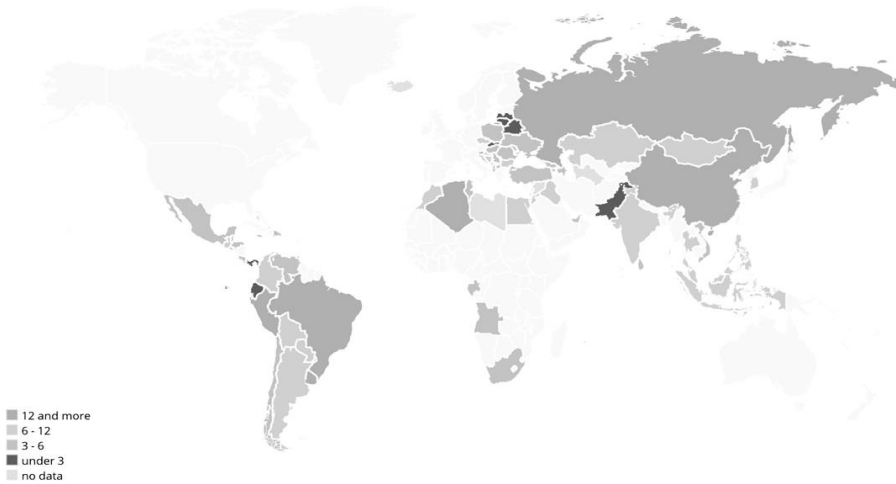 12 and more
6 - 12
3 - 6
under 3
no data